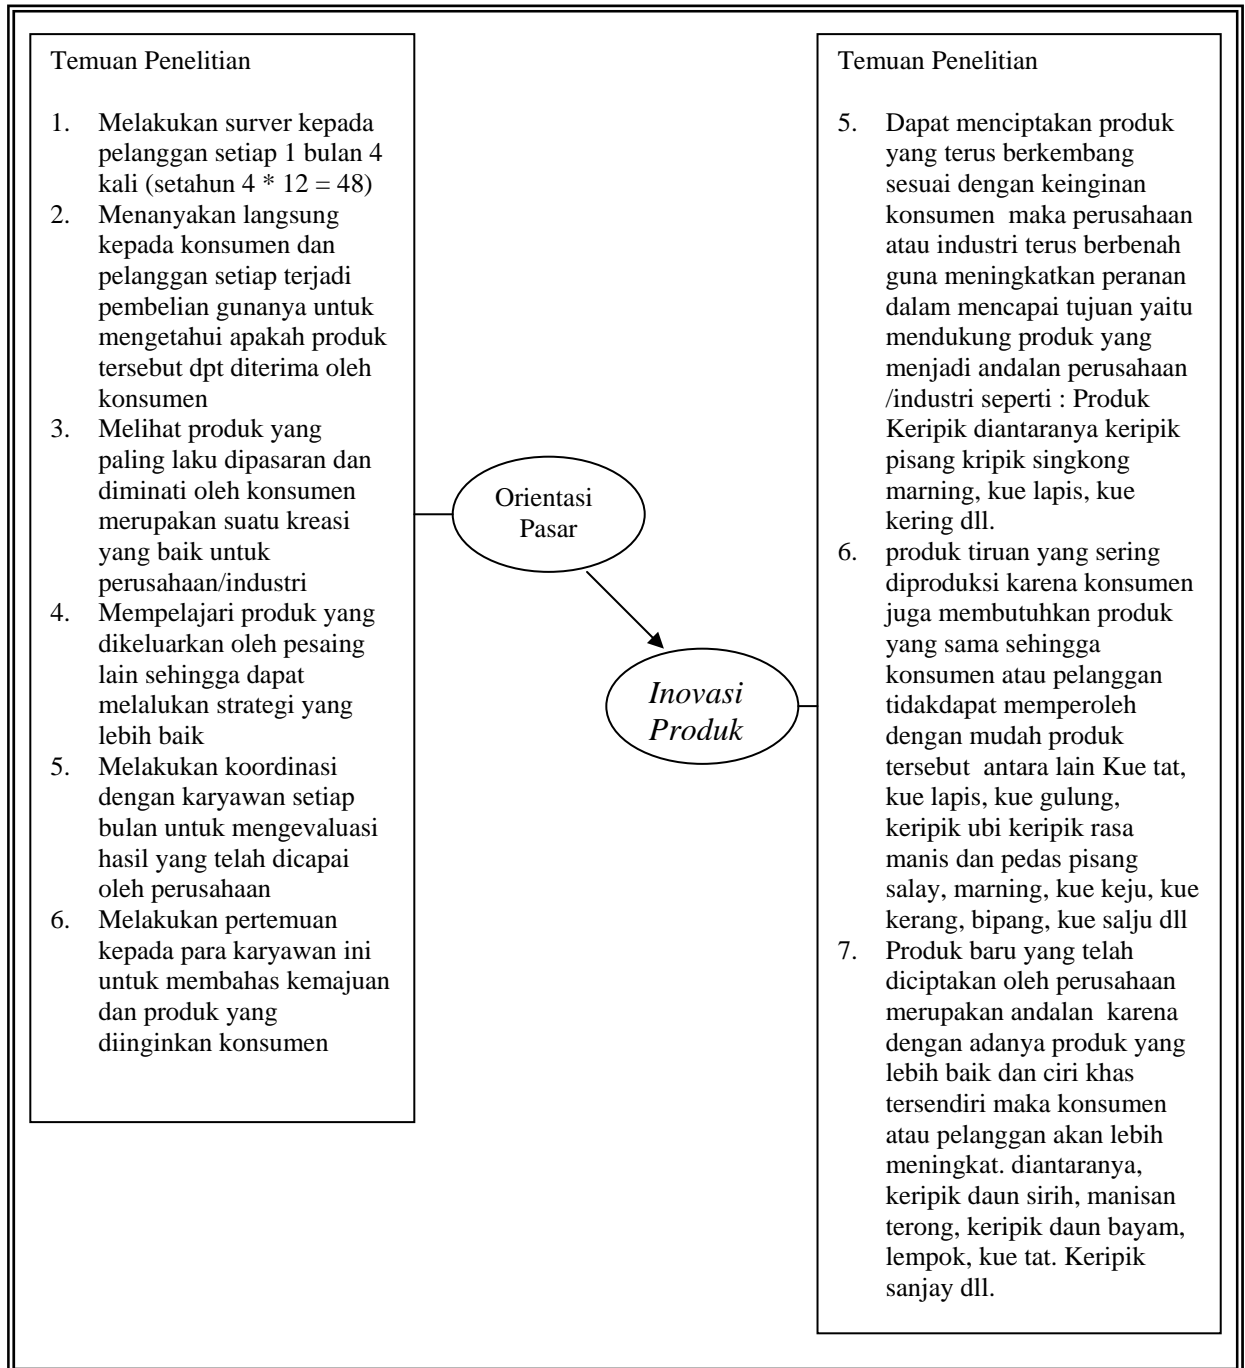 Temuan Penelitian
1. Melakukan surver kepada
pelanggan setiap 1 bulan 4
kali (setahun 4 * 12 = 48)
2. Menanyakan langsung
kepada konsumen dan
pelanggan setiap terjadi
pembelian gunanya untuk
mengetahui apakah produk
tersebut dpt diterima oleh
konsumen
3. Melihat produk yang
paling laku dipasaran dan
diminati oleh konsumen
merupakan suatu kreasi
yang baik untuk
perusahaan/industri
4. Mempelajari produk yang
dikeluarkan oleh pesaing
lain sehingga dapat
melalukan strategi yang
lebih baik
5. Melakukan koordinasi
dengan karyawan setiap
bulan untuk mengevaluasi
hasil yang telah dicapai
oleh perusahaan
6. Melakukan pertemuan
kepada para karyawan ini
untuk membahas kemajuan
dan produk yang
diinginkan konsumen
Orientasi
Pasar
Inovasi
Produk
Temuan Penelitian
5. Dapat menciptakan produk
yang terus berkembang
sesuai dengan keinginan
konsumen  maka perusahaan
atau industri terus berbenah
guna meningkatkan peranan
dalam mencapai tujuan yaitu
mendukung produk yang
menjadi andalan perusahaan
/industri seperti : Produk
Keripik diantaranya keripik
pisang kripik singkong
marning, kue lapis, kue
kering dll.
6. produk tiruan yang sering
diproduksi karena konsumen
juga membutuhkan produk
yang sama sehingga
konsumen atau pelanggan
tidakdapat memperoleh
dengan mudah produk
tersebut  antara lain Kue tat,
kue lapis, kue gulung,
keripik ubi keripik rasa
manis dan pedas pisang
salay, marning, kue keju, kue
kerang, bipang, kue salju dll
7. Produk baru yang telah
diciptakan oleh perusahaan
merupakan andalan  karena
dengan adanya produk yang
lebih baik dan ciri khas
tersendiri maka konsumen
atau pelanggan akan lebih
meningkat. diantaranya,
keripik daun sirih, manisan
terong, keripik daun bayam,
lempok, kue tat. Keripik
sanjay dll.